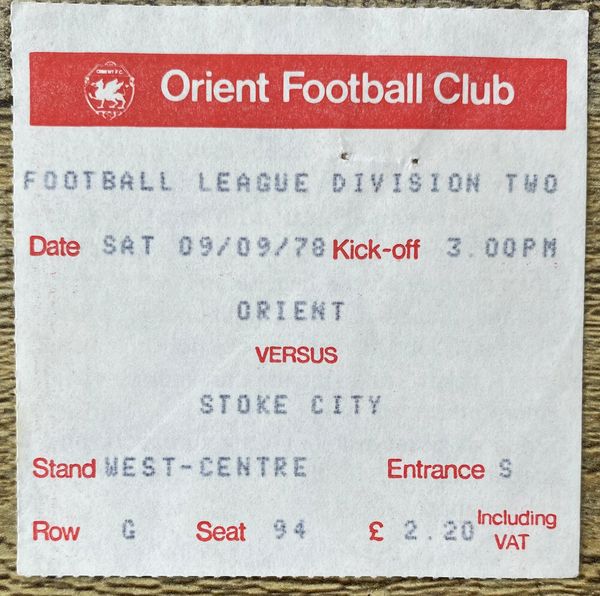 ORIENT F.C.
Orient Football Club
FOOTBALL LEAGUE DIVISION TWO
Date SAT 09/09/78 Kick-off 3.00PM
ORIENT
VERSUS
STOKE CITY
Stand WEST-CENTRE Entrance S
Row G Seat 94 £ 2.20 Including VAT